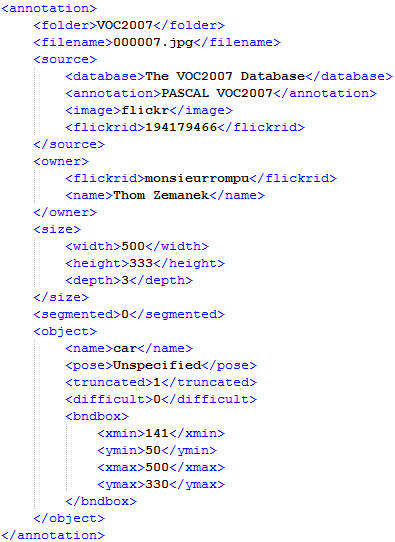 <annotation>
    <folder>VOC2007</folder>
    <filename>000007.jpg</filename>
    <source>
        <database>The VOC2007 Database</database>
        <annotation>PASCAL VOC2007</annotation>
        <image>flickr</image>
        <flickrid>194179466</flickrid>
    </source>
    <owner>
        <flickrid>monsieurrompu</flickrid>
        <name>Thom Zemanek</name>
    </owner>
    <size>
        <width>500</width>
        <height>333</height>
        <depth>3</depth>
    </size>
    <segmented>0</segmented>
    <object>
        <name>car</name>
        <pose>Unspecified</pose>
        <truncated>1</truncated>
        <difficult>0</difficult>
        <bndbox>
            <xmin>141</xmin>
            <ymin>50</ymin>
            <xmax>500</xmax>
            <ymax>330</ymax>
        </bndbox>
    </object>
</annotation>